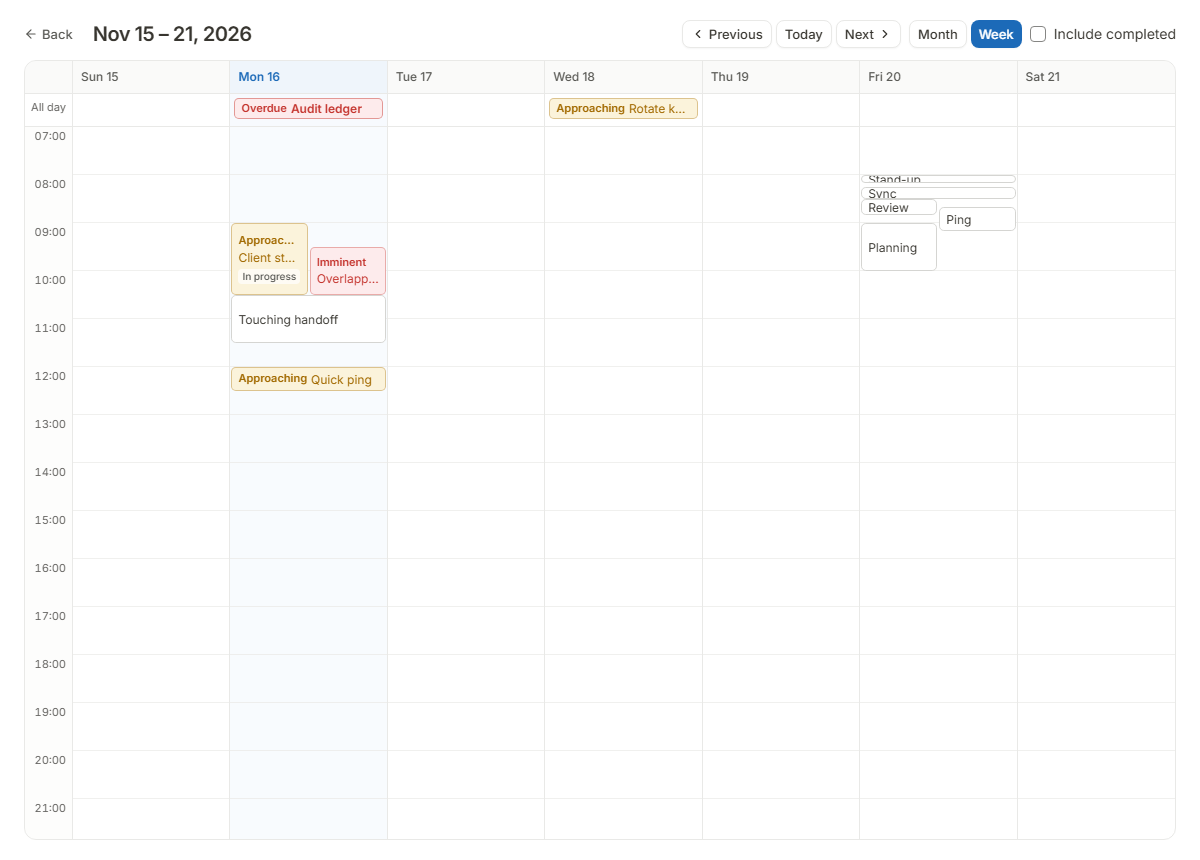 Back
Nov 15 – 21, 2026
Previous
Today
Next
Month
Week
Include completed
Sun 15
Mon 16
Tue 17
Wed 18
Thu 19
Fri 20
Sat 21
All day
Overdue Audit ledger
Approaching Rotate k...
07:00
08:00
09:00
10:00
11:00
12:00
13:00
14:00
15:00
16:00
17:00
18:00
19:00
20:00
21:00
Approac...
Client st...
In progress
Imminent
Overlapp...
Touching handoff
Approaching Quick ping
Stand-up
Sync
Review
Ping
Planning